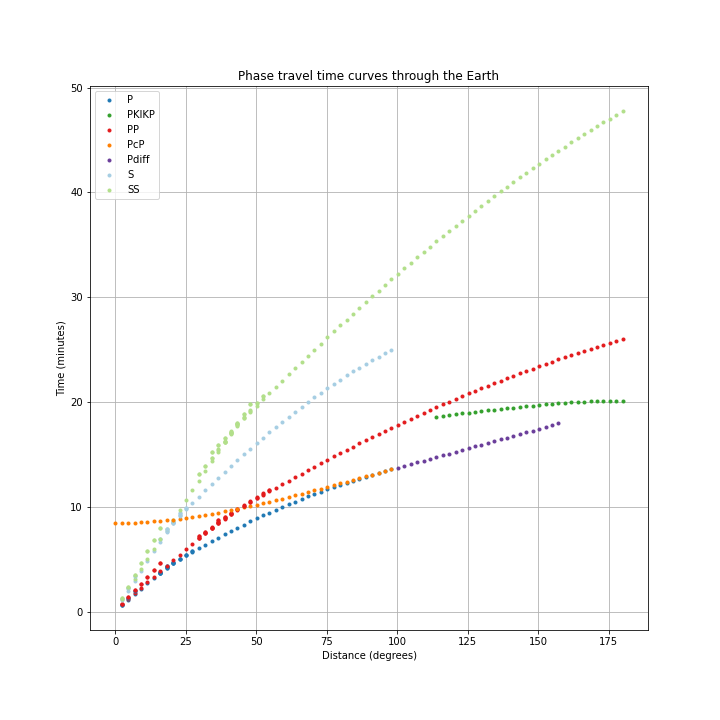 Phase travel time curves through the Earth
P
PKIKP
PP
PcP
Pdiff
S
SS
Time (minutes)
50
40
30
20
10
0
0 25 50 75 100 125 150 175
Distance (degrees)